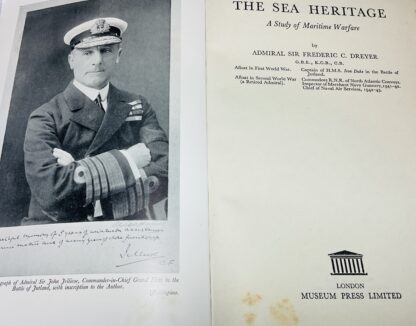 of
Jellicoe
graph of Admiral Sir John Jellicoe, Commander-in-Chief Grand Fleet in the
Battle of Jutland, with inscription to the Author.
THE SEA HERITAGE
A Study of Maritime Warfare
by
ADMIRAL SIR FREDERIC C. DREYER
G.B.E., K.C.B., C.B.
Afloat in First World War. Captain of H.M.S. Iron Duke in the Battle of
Jutland.
Afloat in Second World War Commodore R.N.R. of North Atlantic Convoys.
(a Retired Admiral). Inspector of Merchant Navy Gunnery, 1941-42.
Chief of Naval Air Services, 1942-43.
LONDON
MUSEUM PRESS LIMITED